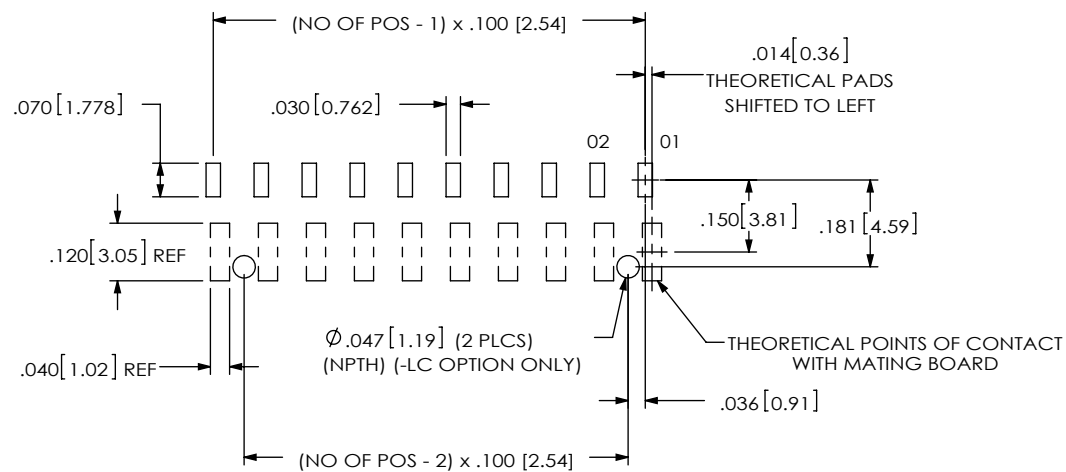 (NO OF POS - 1) x .100 [2.54]
.014[0.36]
THEORETICAL PADS
SHIFTED TO LEFT
.070[1.778]
.030[0.762]
02
01
.150[3.81]
.181[4.59]
.120[3.05] REF
Ø.047[1.19] (2 PLCS)
(NPTH) (-LC OPTION ONLY)
THEORETICAL POINTS OF CONTACT
WITH MATING BOARD
.040[1.02] REF
.036[0.91]
(NO OF POS - 2) x .100 [2.54]